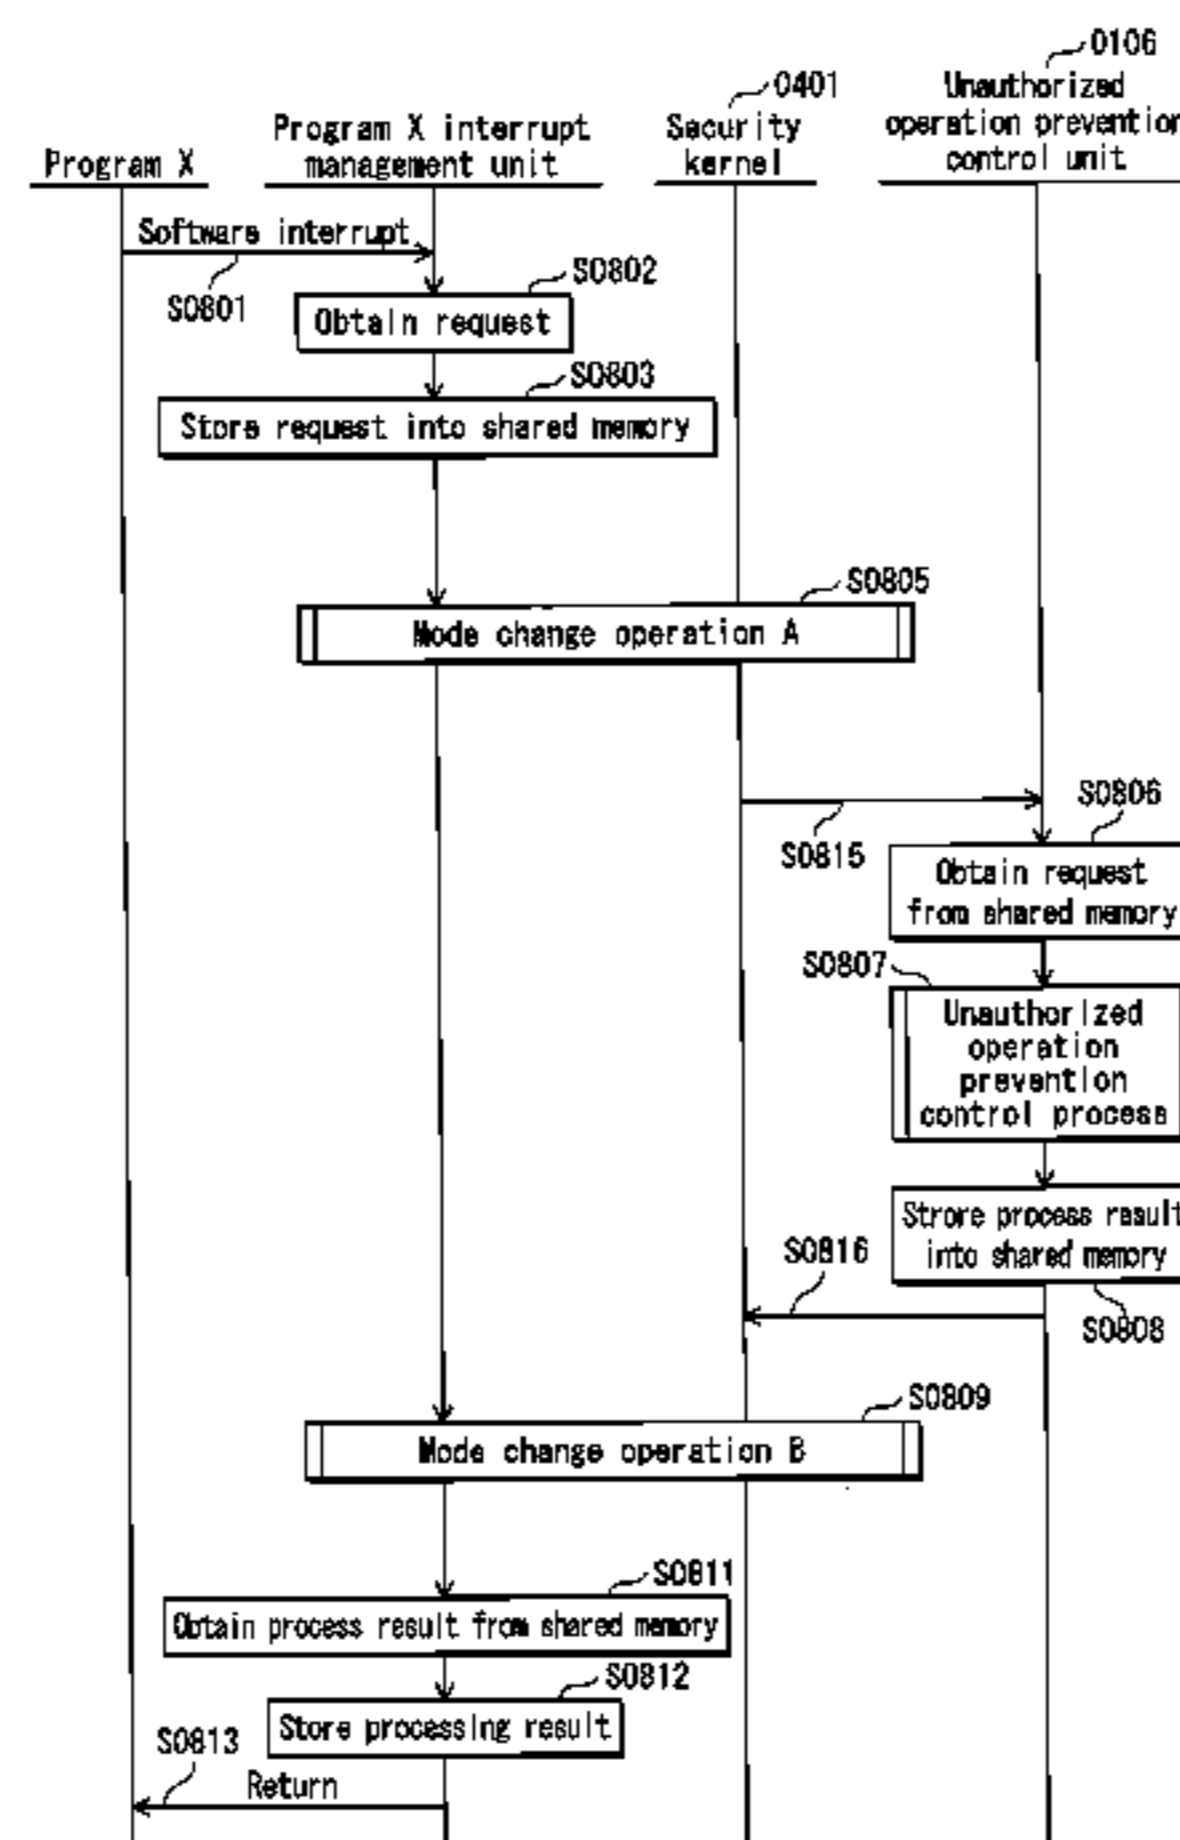 0106
0401
Unauthorized
operation prevention
control unit
Security
kernel
Program X interrupt
management unit
Program X
Software interrupt
S0801
S0802
Obtain request
S0803
Store request into shared memory
S0805
Mode change operation A
S0815
S0806
Obtain request
from shared memory
S0807
Unauthorized
operation
prevention
control process
Strore process result
into shared memory
S0816
S0808
S0809
Mode change operation B
S0811
Obtain process result from shared memory
S0812
Store processing result
S0813
Return